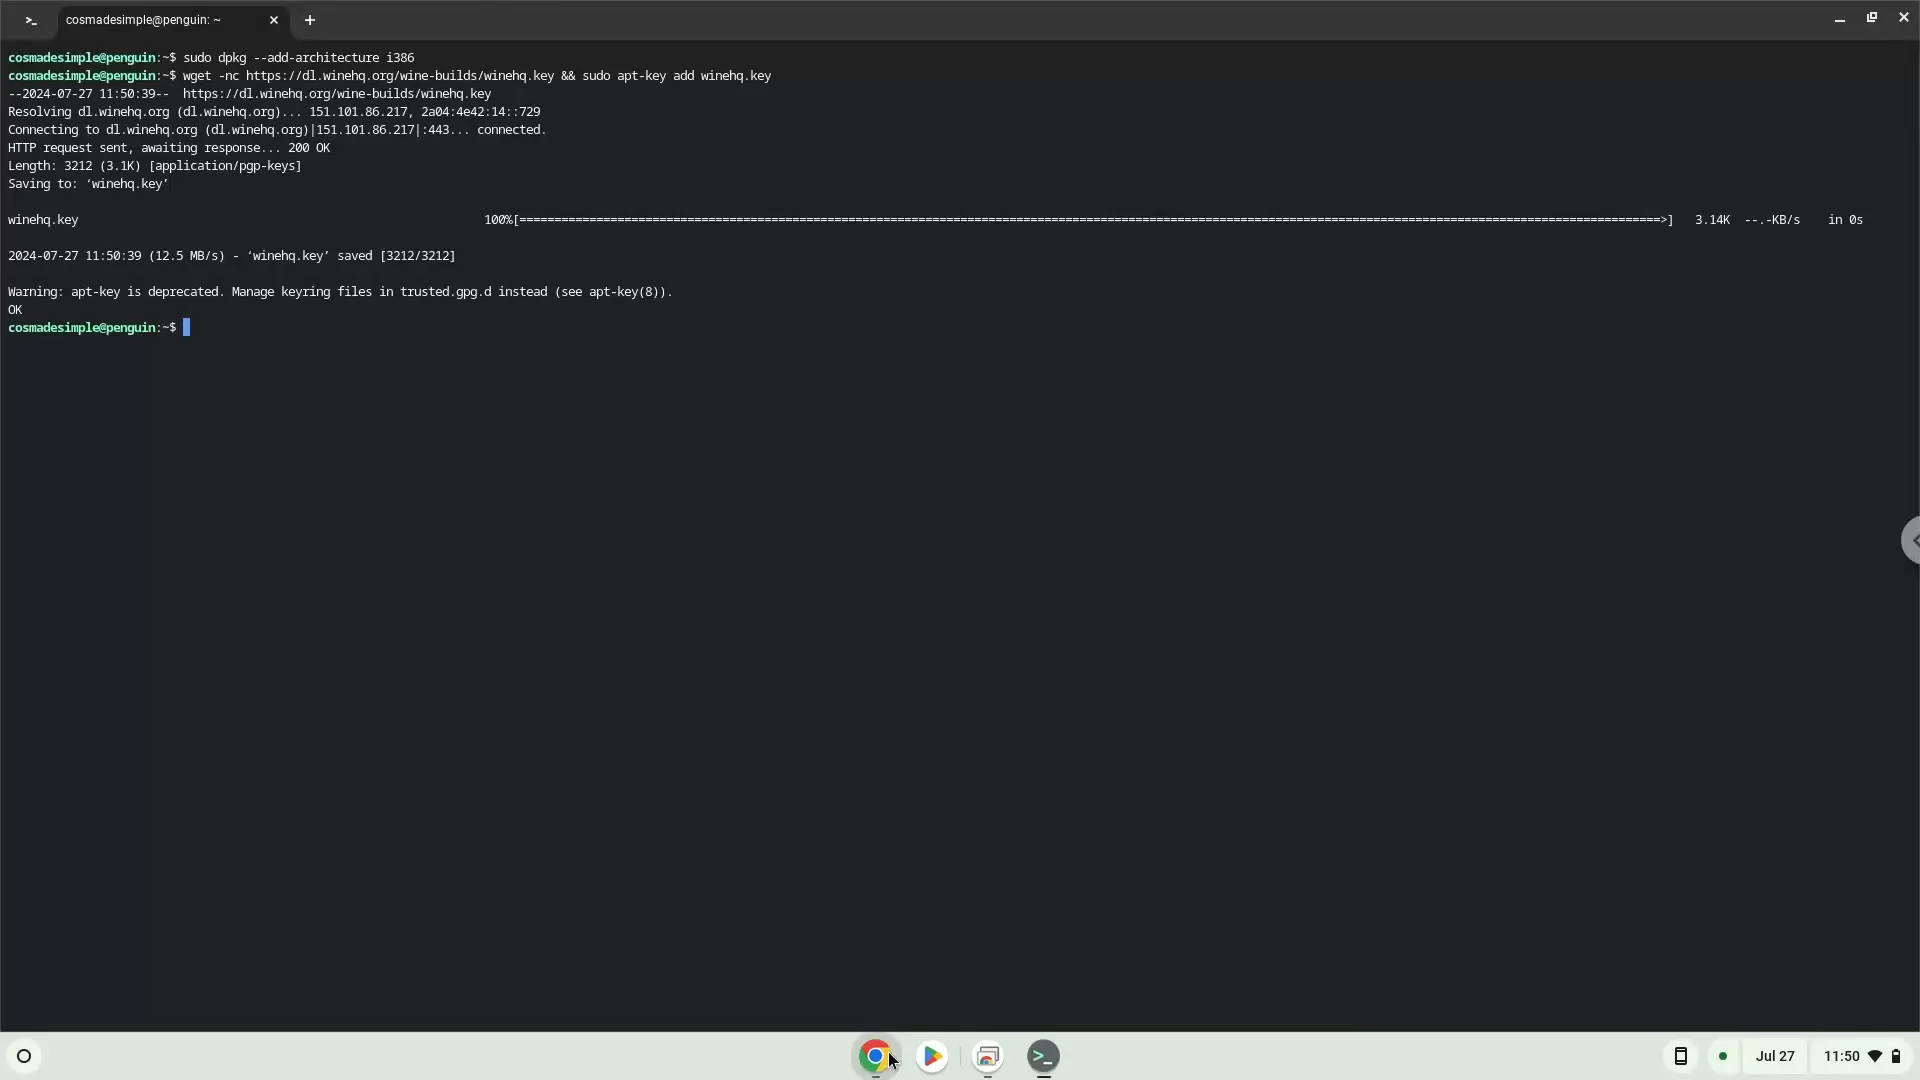 cosmadesimple@penguin: ~
cosmadesimple@penguin:~$ sudo dpkg --add-architecture i386
cosmadesimple@penguin:~$ wget -nc https://dl.winehq.org/wine-builds/winehq.key && sudo apt-key add winehq.key
--2024-07-27 11:50:39--  https://dl.winehq.org/wine-builds/winehq.key
Resolving dl.winehq.org (dl.winehq.org)... 151.101.86.217, 2a04:4e42:14::729
Connecting to dl.winehq.org (dl.winehq.org)|151.101.86.217|:443... connected.
HTTP request sent, awaiting response... 200 OK
Length: 3212 (3.1K) [application/pgp-keys]
Saving to: ‘winehq.key’
winehq.key 100%[===================================================================================================================================================================>] 3.14K --.-KB/s in 0s
2024-07-27 11:50:39 (12.5 MB/s) - ‘winehq.key’ saved [3212/3212]
Warning: apt-key is deprecated. Manage keyring files in trusted.gpg.d instead (see apt-key(8)).
OK
cosmadesimple@penguin:~$
Jul 27 11:50